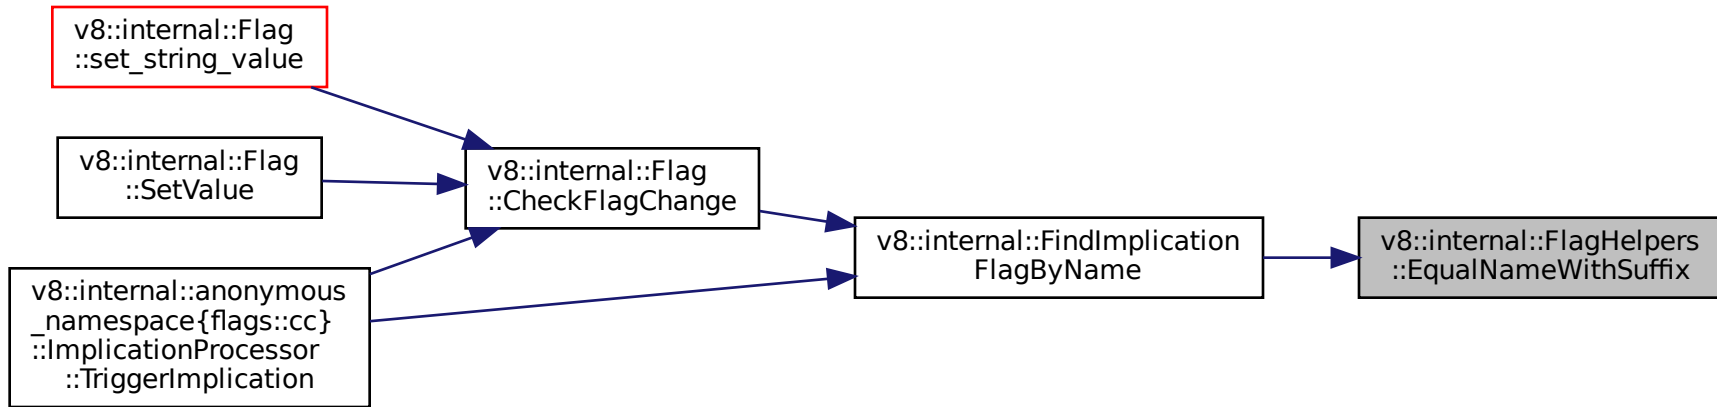 v8::internal::Flag
::set_string_value
v8::internal::Flag
::SetValue
v8::internal::anonymous
_namespace{flags::cc}
::ImplicationProcessor
::TriggerImplication
v8::internal::Flag
::CheckFlagChange
v8::internal::FindImplication
FlagByName
v8::internal::FlagHelpers
::EqualNameWithSuffix